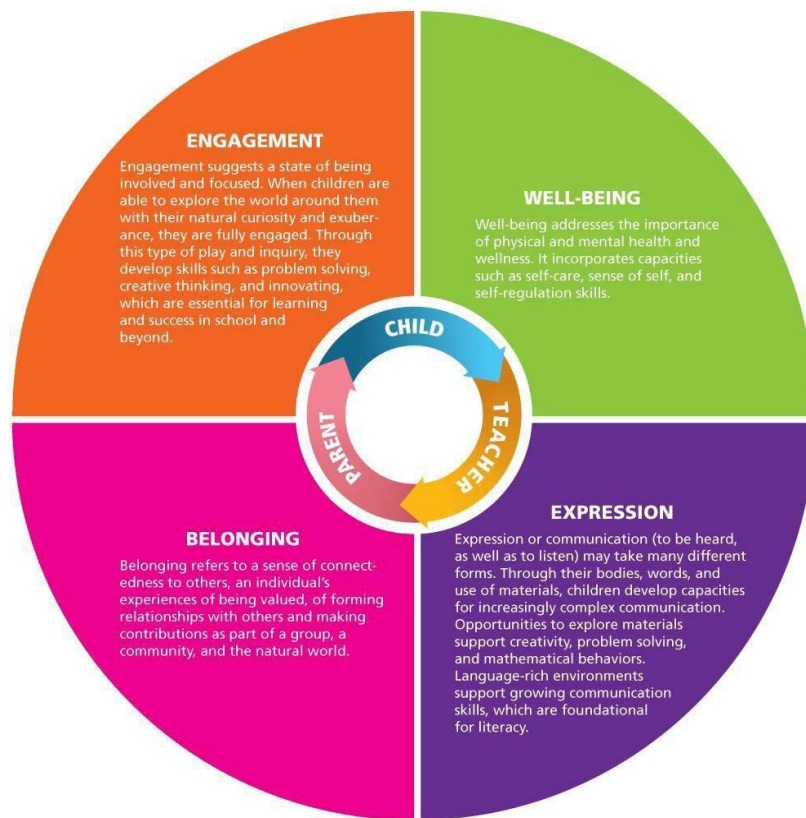 ENGAGEMENT
Engagement suggests a state of being
involved and focused. When children are
able to explore the world around them
with their natural curiosity and exuber-
ance, they are fully engaged. Through
this type of play and inquiry, they
develop skills such as problem solving,
creative thinking, and innovating,
which are essential for learning
and success in school and
beyond.
WELL-BEING
Well-being addresses the importance
of physical and mental health and
wellness. It incorporates capacities
such as self-care, sense of self, and
self-regulation skills.
CHILD
TEACHER
PARENT
BELONGING
Belonging refers to a sense of connect-
edness to others, an individual’s
experiences of being valued, of forming
relationships with others and making
contributions as part of a group, a
community, and the natural world.
EXPRESSION
Expression or communication (to be heard,
as well as to listen) may take many different
forms. Through their bodies, words, and
use of materials, children develop capacities
for increasingly complex communication.
Opportunities to explore materials
support creativity, problem solving,
and mathematical behaviors.
Language-rich environments
support growing communication
skills, which are foundational
for literacy.